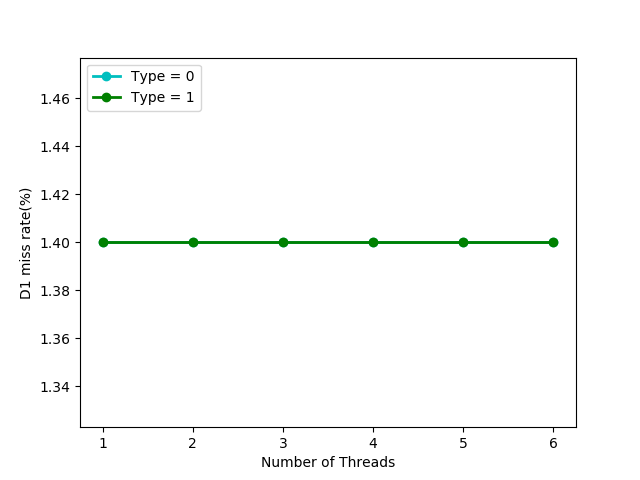 Type = 0
Type = 1
1.46
1.44
1.42
1.40
1.38
1.36
1.34
D1 miss rate(%)
1 2 3 4 5 6
Number of Threads